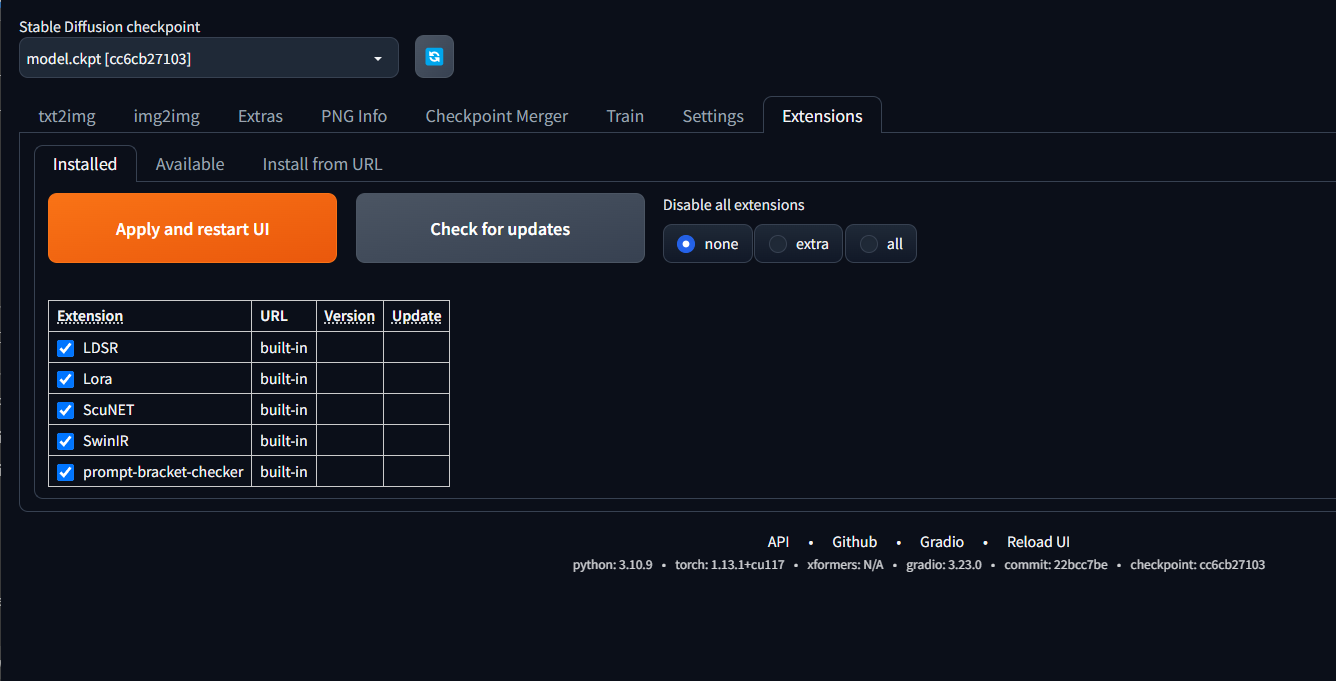 Stable Diffusion checkpoint
model.ckpt [cc6cb27103]
txt2img img2img Extras PNG Info Checkpoint Merger Train Settings Extensions
Installed Available Install from URL
Apply and restart UI Check for updates
Disable all extensions
none extra all
Extension URL Version Update
LDSR built-in
Lora built-in
ScuNET built-in
SwinIR built-in
prompt-bracket-checker built-in
API • Github • Gradio • Reload UI
python: 3.10.9 • torch: 1.13.1+cu117 • xformers: N/A • gradio: 3.23.0 • commit: 22bcc7be • checkpoint: cc6cb27103